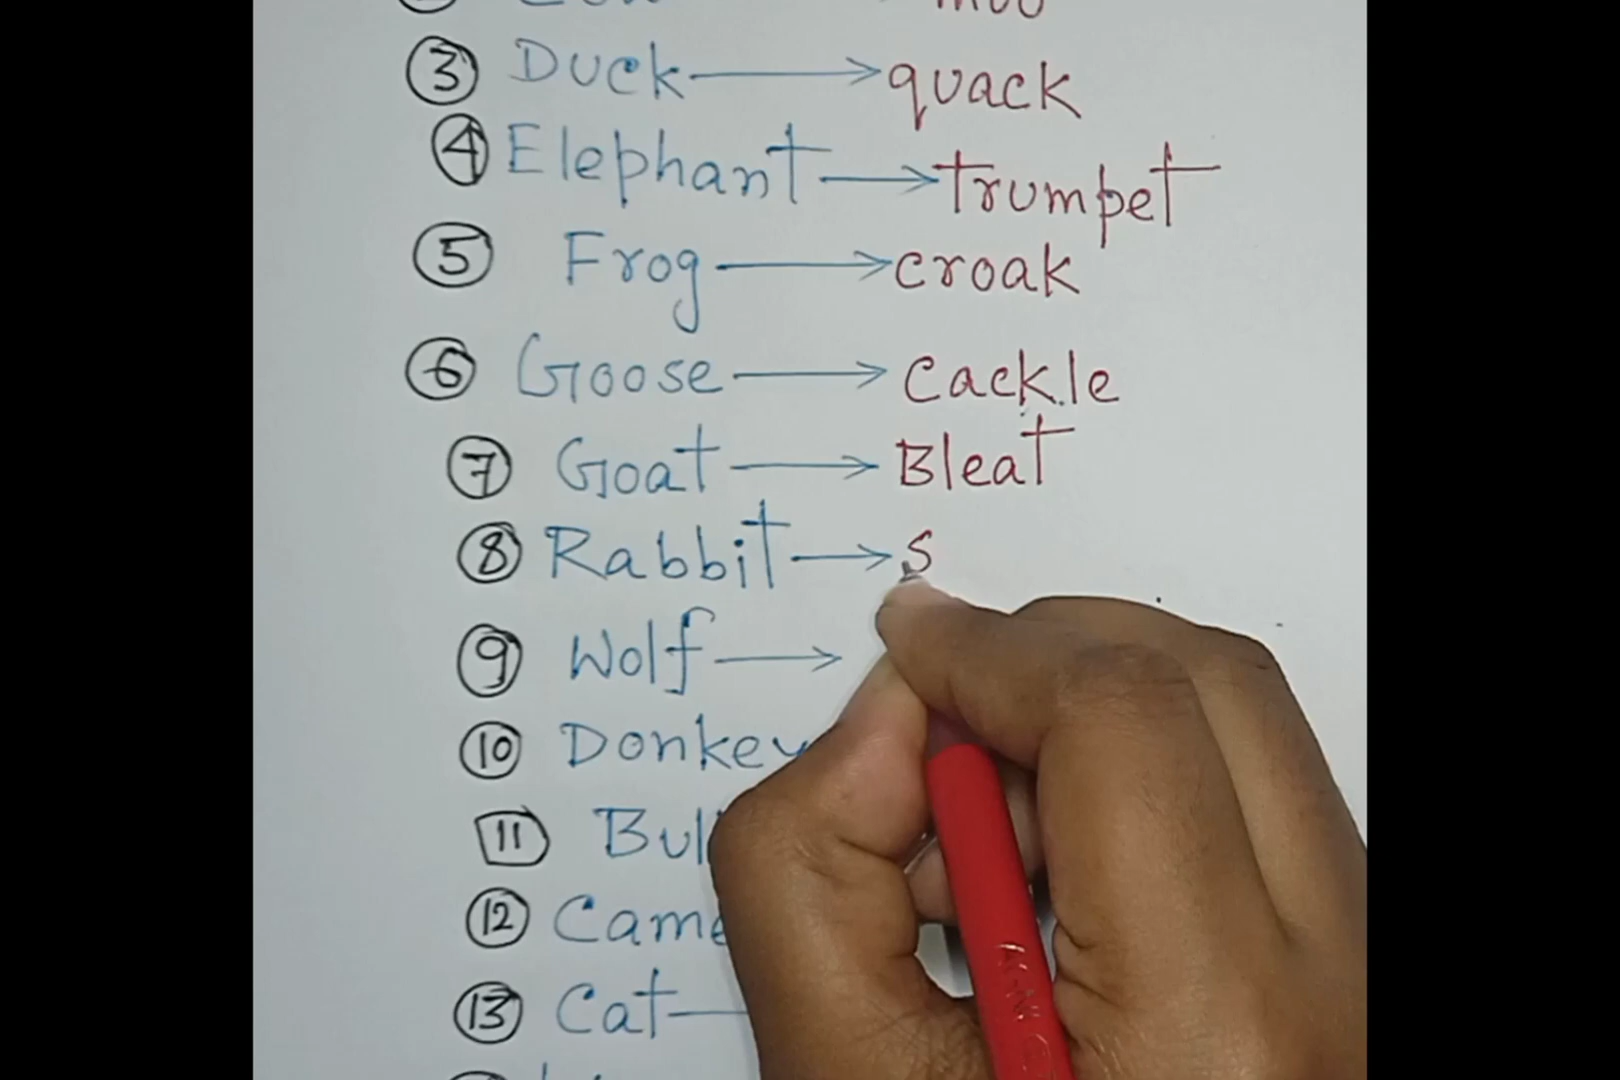 moo
③ Duck → quack
④ Elephant → trumpet
⑤ Frog → croak
⑥ Goose → Cackle
⑦ Goat → Bleat
⑧ Rabbit → S
⑨ Wolf →
⑩ Donkey
11 Bul
⑫ Came
⑬ Cat